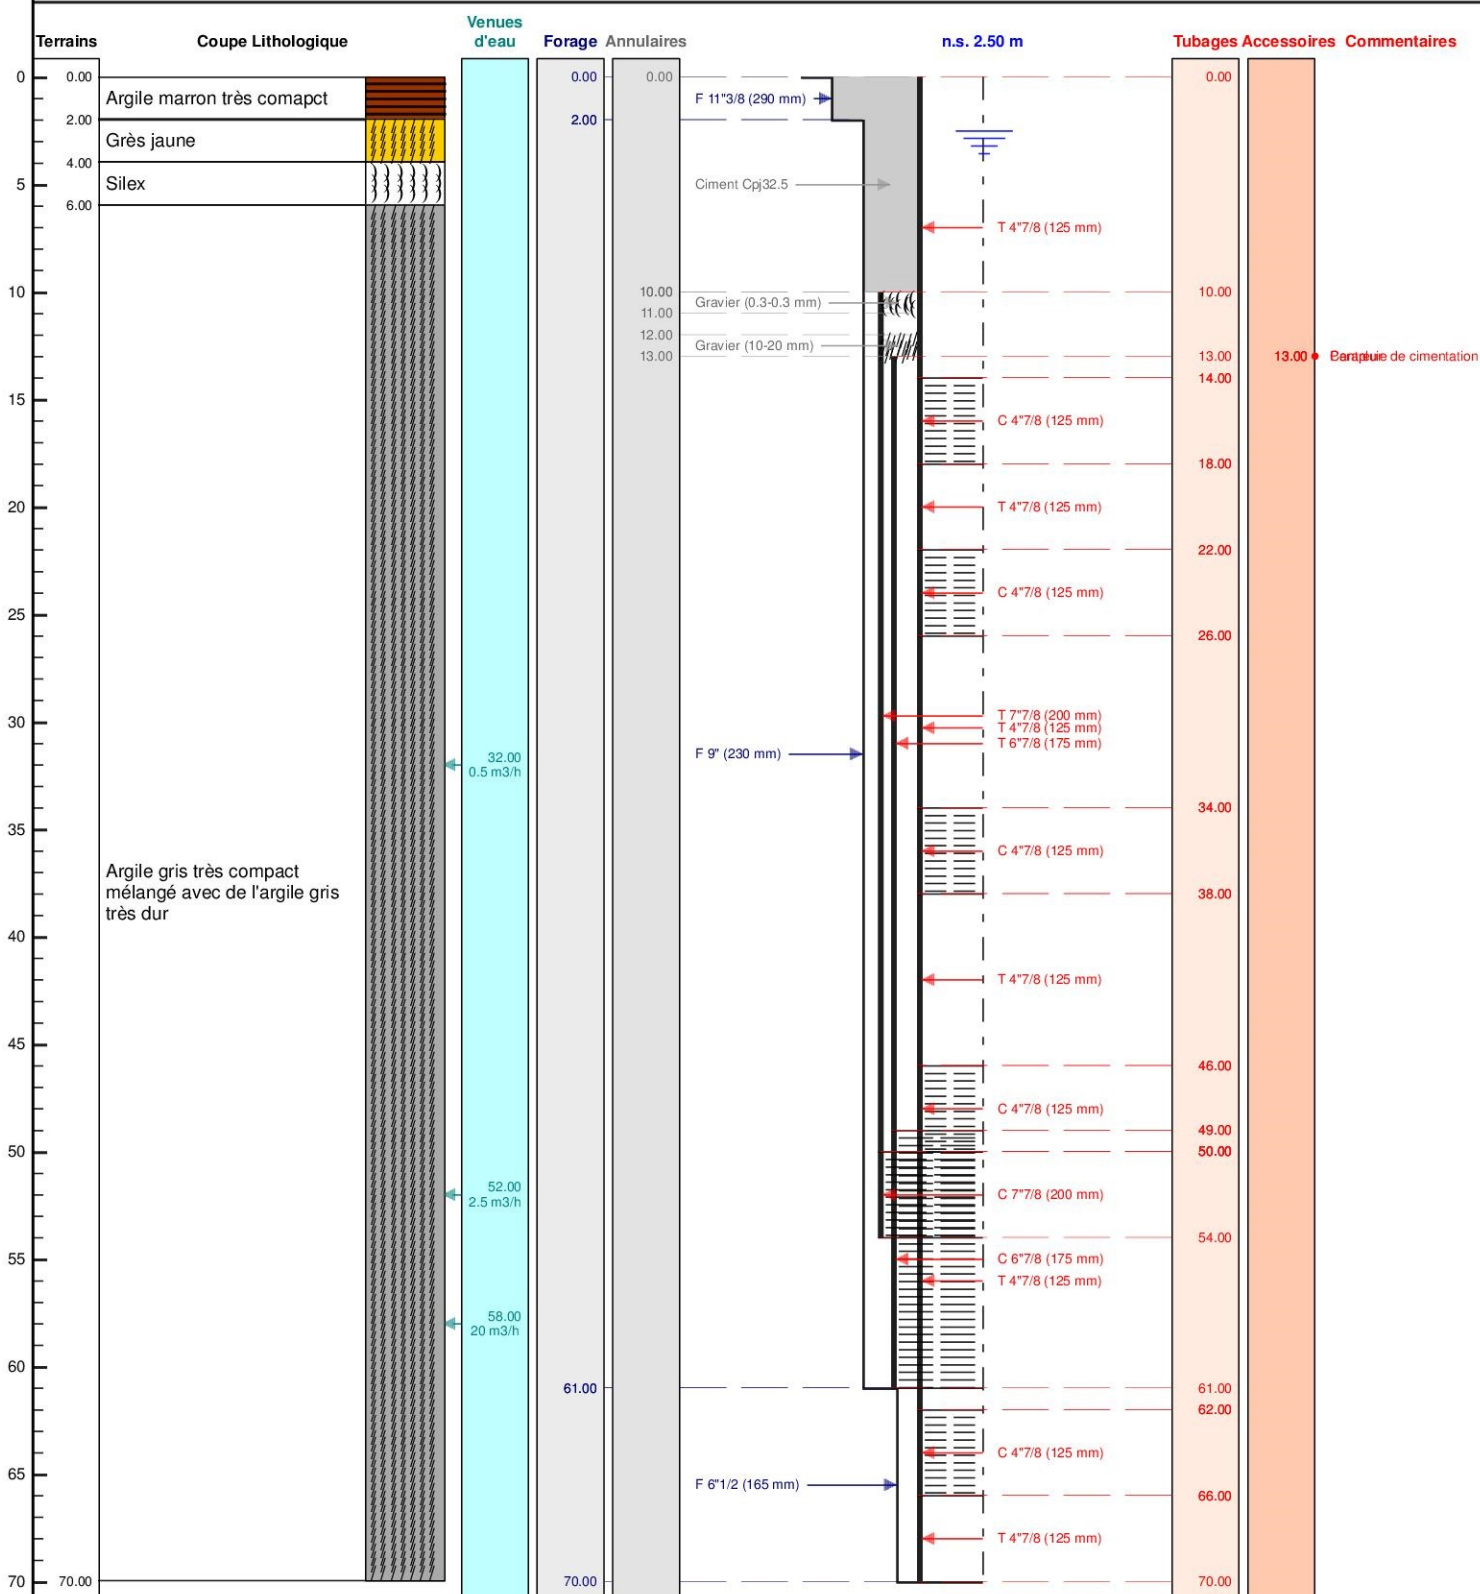 Venues
Terrains Coupe Lithologique d'eau Forage Annulaires n.s. 2.50 m Tubages Accessoires Commentaires
0 0.00 0.00 0.00 0.00
Argile marron très comapct F 11"3/8 (290 mm)
2.00 2.00
Grès jaune
4.00
5 Silex Ciment Cpj32.5
6.00
T 4"7/8 (125 mm)
10 10.00 10.00
Gravier (0.3-0.3 mm)
11.00
12.00
Gravier (10-20 mm)
13.00 13.00 13.00 de cimentation
14.00
15
C 4"7/8 (125 mm)
18.00
20 T 4"7/8 (125 mm)
22.00
C 4"7/8 (125 mm)
25
26.00
30 T 7"7/8 (200 mm)
T 4"7/8 (125 mm)
T 6"7/8 (175 mm)
32.00 F 9" (230 mm)
0.5 m3/h
34.00
35
C 4"7/8 (125 mm)
Argile gris très compact
mélangé avec de l'argile gris 38.00
très dur
40
T 4"7/8 (125 mm)
45
46.00
C 4"7/8 (125 mm)
49.00
50 50.00
52.00 C 7"7/8 (200 mm)
2.5 m3/h
54.00
55 C 6"7/8 (175 mm)
T 4"7/8 (125 mm)
58.00
20 m3/h
60
61.00 61.00
62.00
C 4"7/8 (125 mm)
65
F 6"1/2 (165 mm)
66.00
T 4"7/8 (125 mm)
70 70.00 70.00 70.00